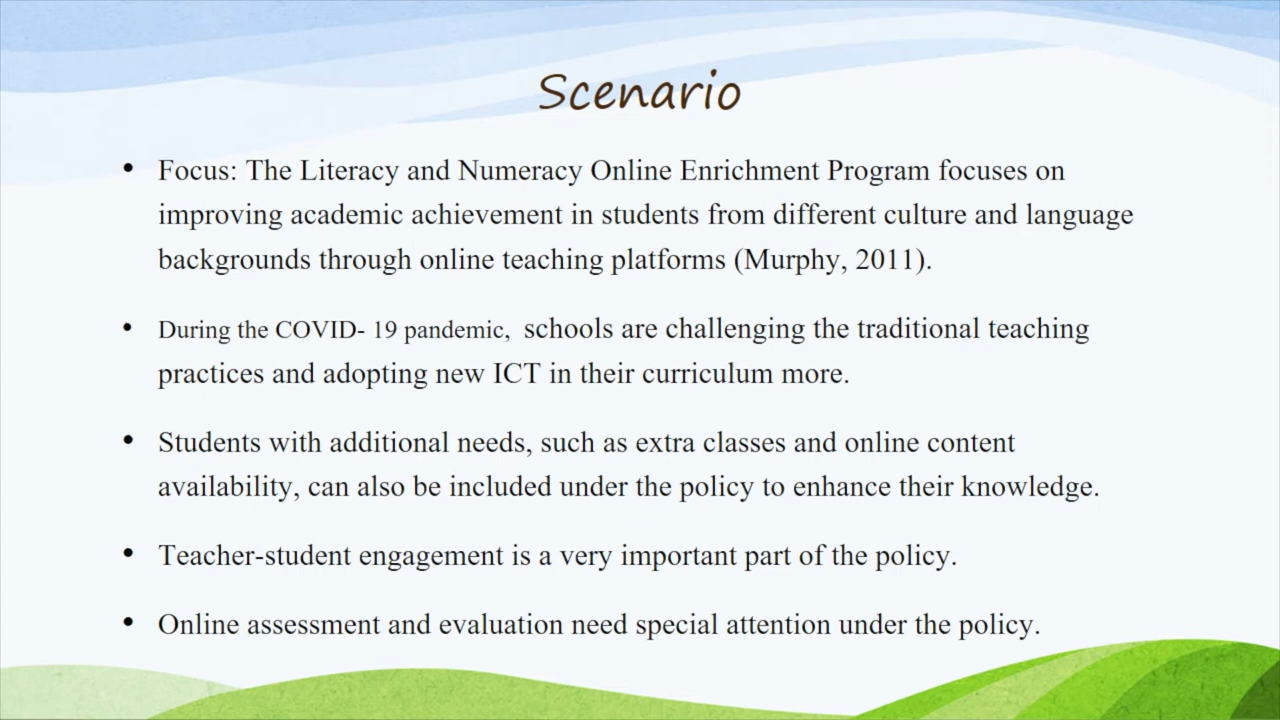 Scenario
• Focus: The Literacy and Numeracy Online Enrichment Program focuses on
improving academic achievement in students from different culture and language
backgrounds through online teaching platforms (Murphy, 2011).
• During the COVID- 19 pandemic,  schools are challenging the traditional teaching
practices and adopting new ICT in their curriculum more.
• Students with additional needs, such as extra classes and online content
availability, can also be included under the policy to enhance their knowledge.
• Teacher-student engagement is a very important part of the policy.
• Online assessment and evaluation need special attention under the policy.